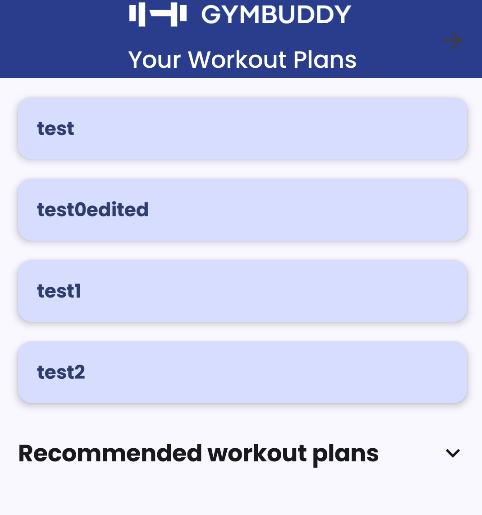 GYMBUDDY
Your Workout Plans
test
test0edited
test1
test2
Recommended workout plans